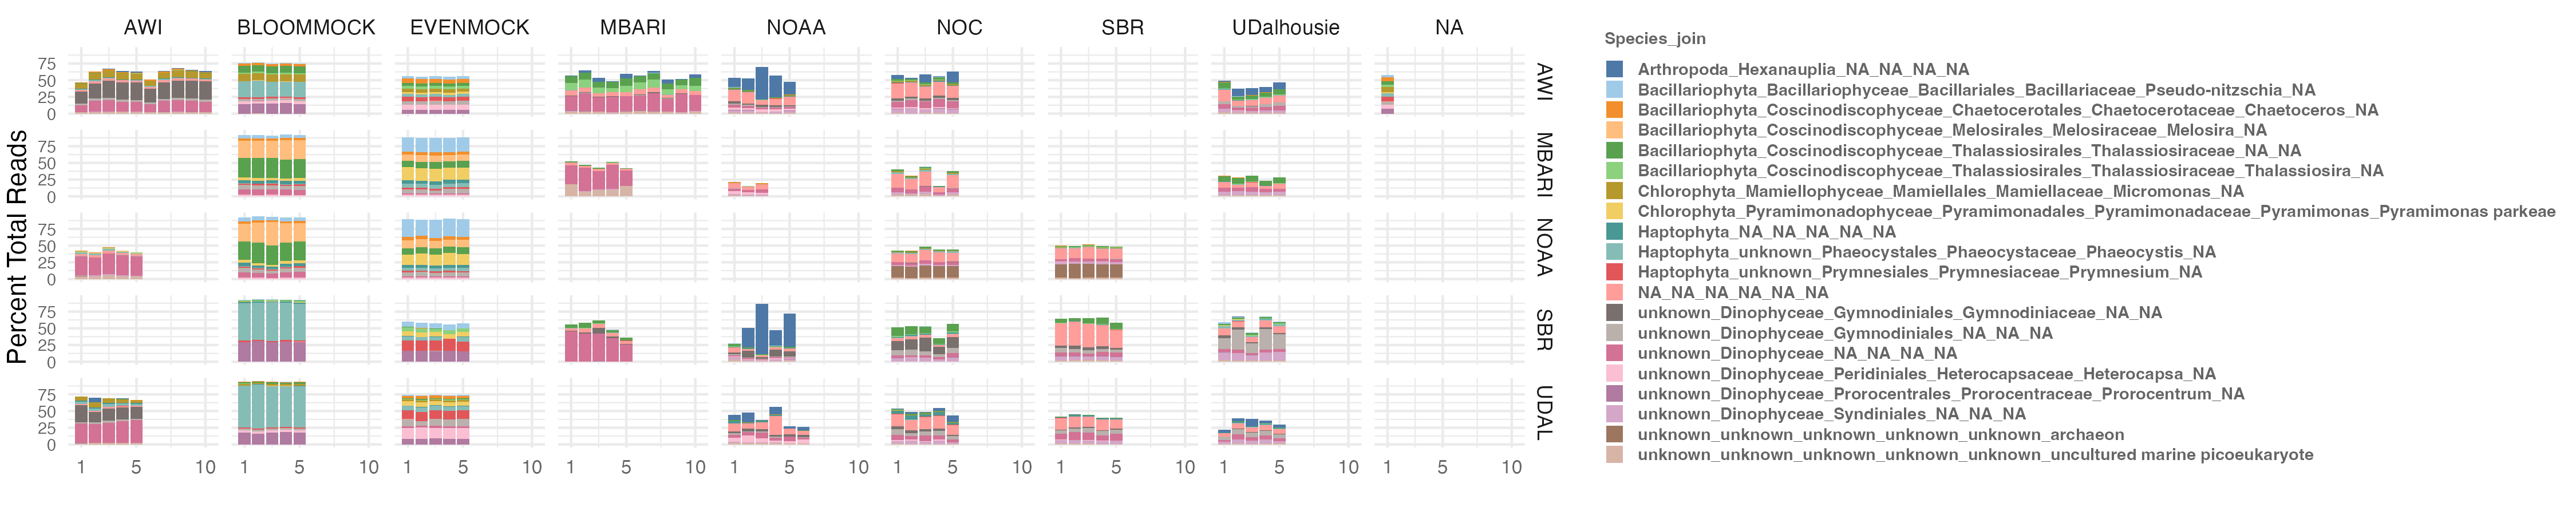 AWI BLOOMMOCK EVENMOCK MBARI NOAA NOC SBR UDalhousie NA
Percent Total Reads
75
50
25
0
AWI
75
50
25
0
MBARI
75
50
25
0
NOAA
75
50
25
0
SBR
75
50
25
0
UDAL
1 5 10 1 5 10 1 5 10 1 5 10 1 5 10 1 5 10 1 5 10 1 5 10 1 5 10
Species_join
Arthropoda_Hexanauplia_NA_NA_NA_NA
Bacillariophyta_Bacillariophyceae_Bacillariales_Bacillariaceae_Pseudo-nitzschia_NA
Bacillariophyta_Coscinodiscophyceae_Chaetocerotales_Chaetocerotaceae_Chaetoceros_NA
Bacillariophyta_Coscinodiscophyceae_Melosirales_Melosiraceae_Melosira_NA
Bacillariophyta_Coscinodiscophyceae_Thalassiosirales_Thalassiosiraceae_NA_NA
Bacillariophyta_Coscinodiscophyceae_Thalassiosirales_Thalassiosiraceae_Thalassiosira_NA
Chlorophyta_Mamiellophyceae_Mamiellales_Mamiellaceae_Micromonas_NA
Chlorophyta_Pyramimonadophyceae_Pyramimonadales_Pyramimonadaceae_Pyramimonas_Pyramimonas parkeae
Haptophyta_NA_NA_NA_NA_NA
Haptophyta_unknown_Phaeocystales_Phaeocystaceae_Phaeocystis_NA
Haptophyta_unknown_Prymnesiales_Prymnesiaceae_Prymnesium_NA
NA_NA_NA_NA_NA_NA
unknown_Dinophyceae_Gymnodiniales_Gymnodiniaceae_NA_NA
unknown_Dinophyceae_Gymnodiniales_NA_NA_NA
unknown_Dinophyceae_NA_NA_NA_NA
unknown_Dinophyceae_Peridiniales_Heterocapsaceae_Heterocapsa_NA
unknown_Dinophyceae_Prorocentrales_Prorocentraceae_Prorocentrum_NA
unknown_Dinophyceae_Syndiniales_NA_NA_NA
unknown_unknown_unknown_unknown_unknown_archaeon
unknown_unknown_unknown_unknown_unknown_uncultured marine picoeukaryote